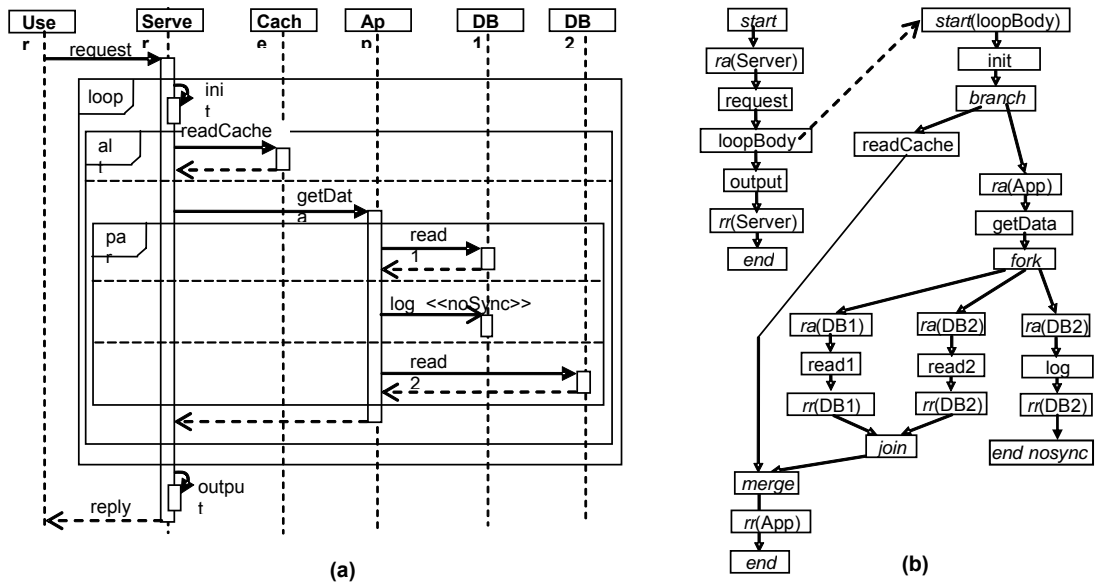 Use
r
Serve
r
Cach
e
Ap
p
DB
1
DB
2
request
loop
ini
t
readCache
al
t
getDat
a
pa
r
read
1
log <<noSync>>
read
2
outpu
t
reply
(a)
start
ra(Server)
request
loopBody
output
rr(Server)
end
start(loopBody)
init
branch
readCache
ra(App)
getData
fork
ra(DB1)
ra(DB2)
ra(DB2)
read1
read2
log
rr(DB1)
rr(DB2)
rr(DB2)
join
end nosync
merge
rr(App)
end
(b)